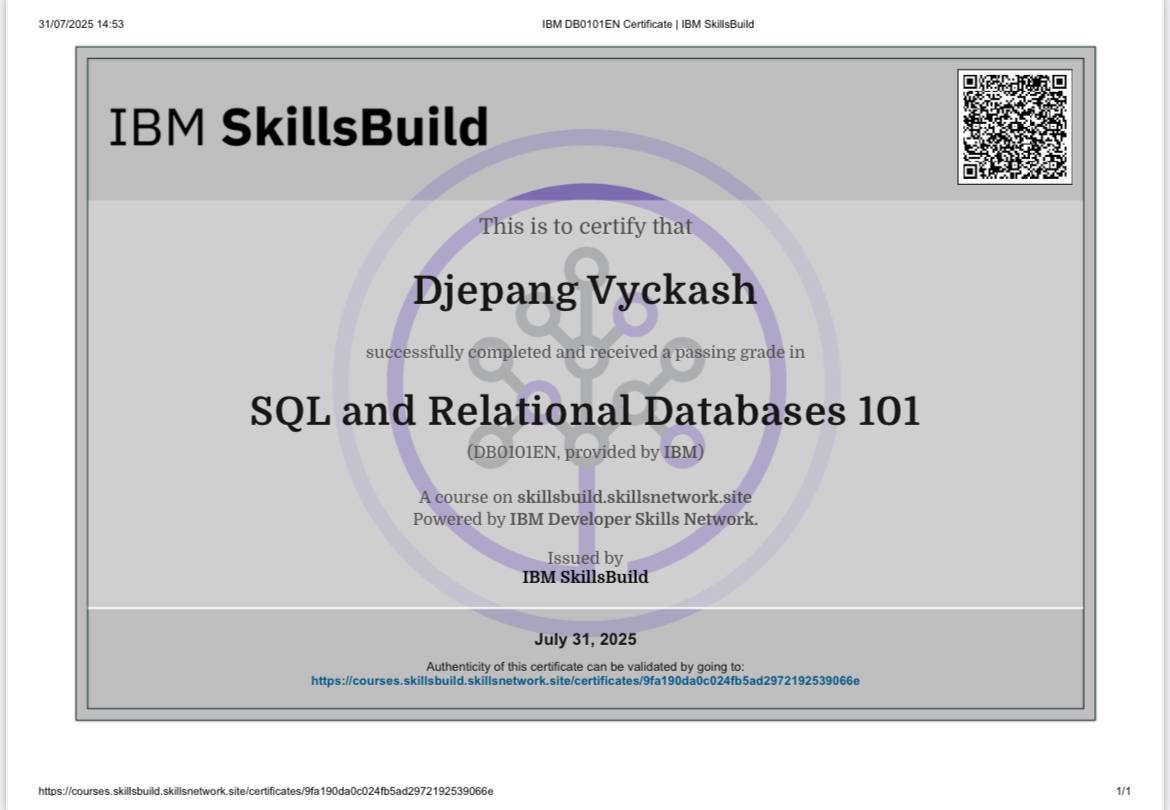 31/07/2025 14:53
IBM DB0101EN Certificate | IBM SkillsBuild
IBM SkillsBuild
This is to certify that
Djepang Vyckash
successfully completed and received a passing grade in
SQL and Relational Databases 101
(DB0101EN, provided by IBM)
A course on skillsbuild.skillsnetwork.site
Powered by IBM Developer Skills Network.
Issued by
IBM SkillsBuild
July 31, 2025
Authenticity of this certificate can be validated by going to:
https://courses.skillsbuild.skillsnetwork.site/certificates/9fa190da0c024fb5ad2972192539066e
https://courses.skillsbuild.skillsnetwork.site/certificates/9fa190da0c024fb5ad2972192539066e
1/1